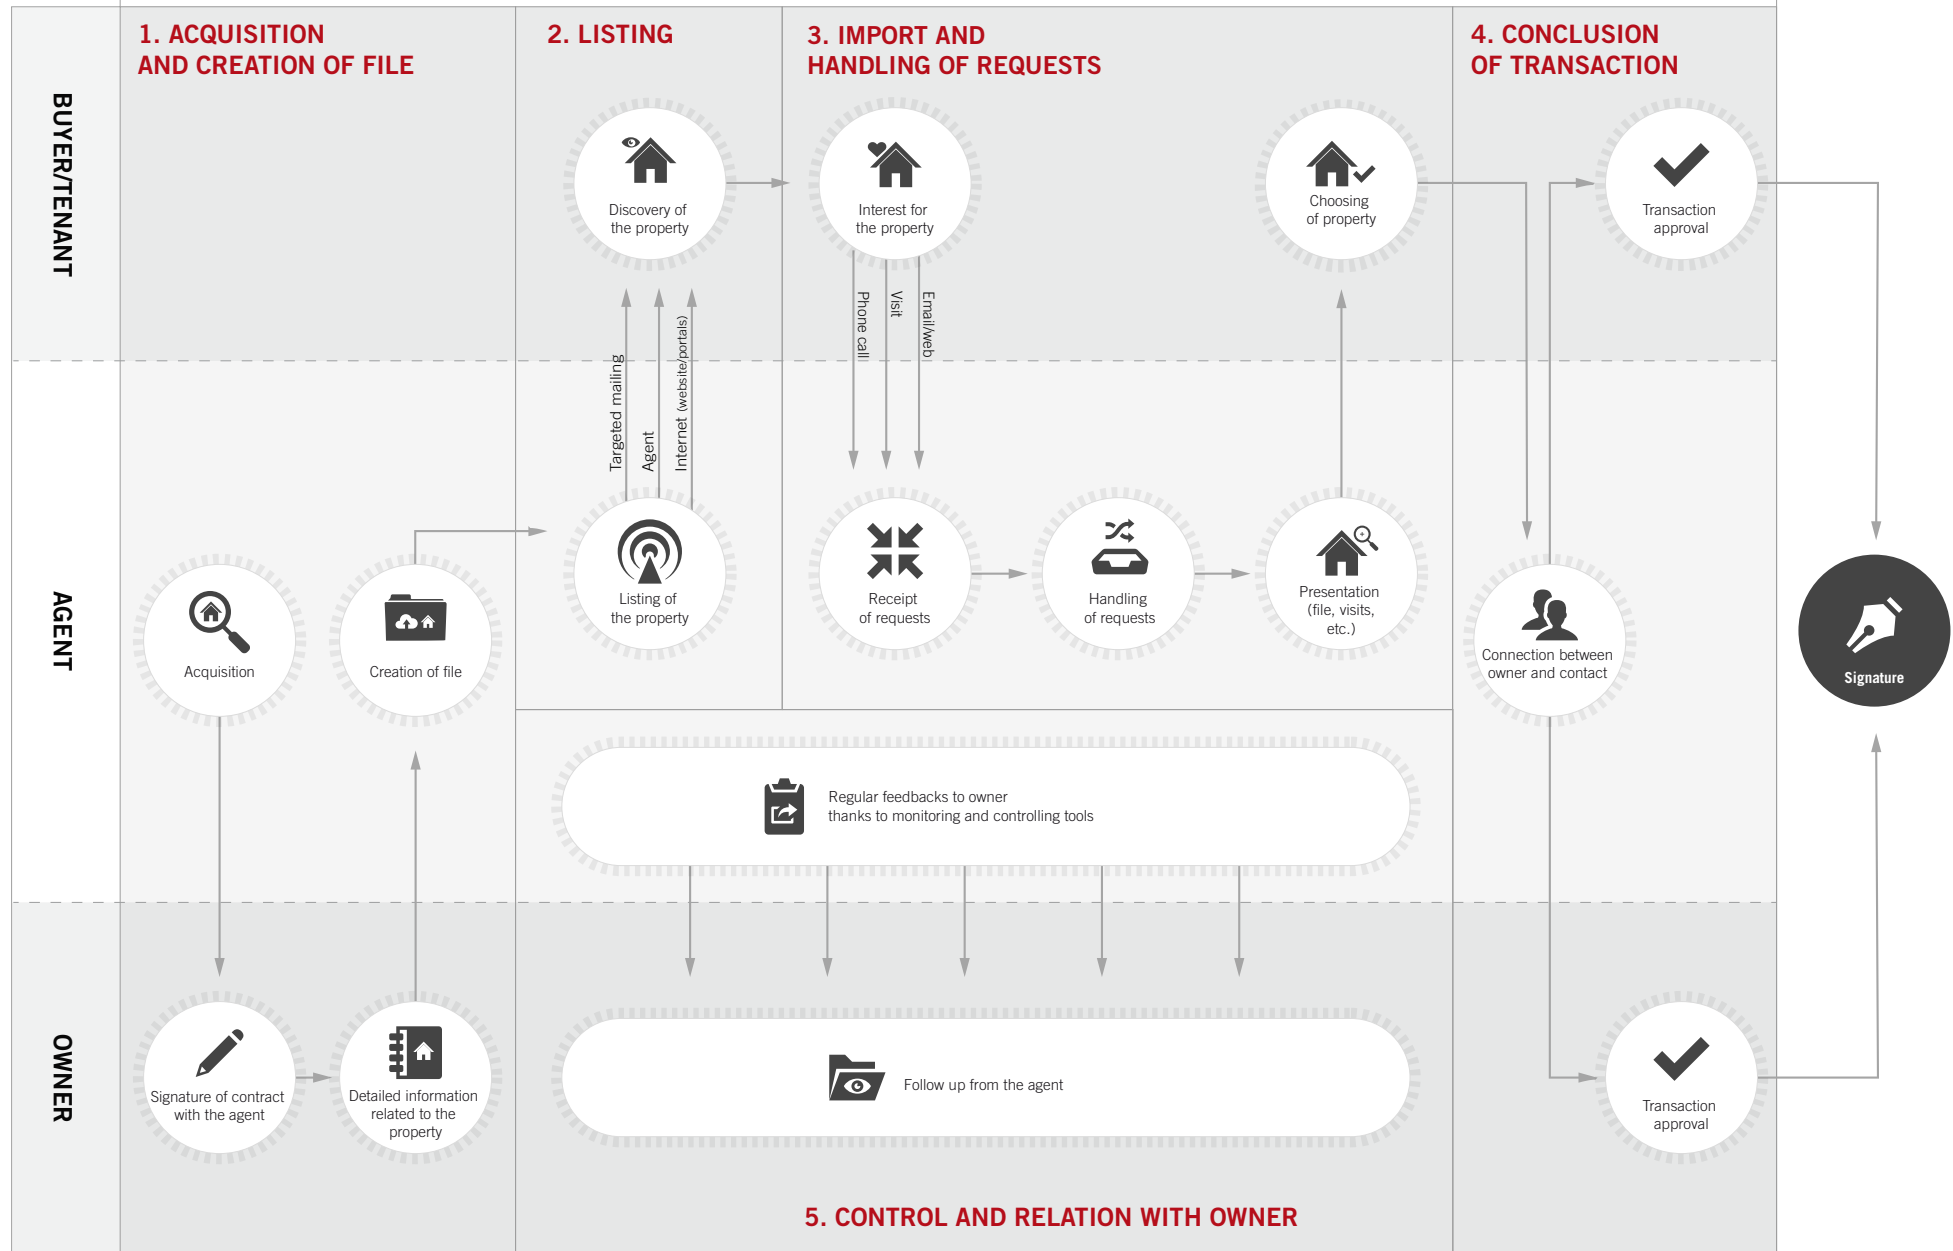 1. ACQUISITION
AND CREATION OF FILE
2. LISTING
3. IMPORT AND
HANDLING OF REQUESTS
4. CONCLUSION
OF TRANSACTION
BUYER/TENANT
Discovery of
the property
Interest for
the property
Choosing
of property
Transaction
approval
Targeted mailing
Agent
Internet (website/portals)
Phone call
Visit
Email/web
AGENT
Acquisition
Creation of file
Listing of
the property
Receipt
of requests
Handling
of requests
Presentation
(file, visits,
etc.)
Connection between
owner and contact
Signature
Regular feedbacks to owner
thanks to monitoring and controlling tools
OWNER
Signature of contract
with the agent
Detailed information
related to the
property
Follow up from the agent
Transaction
approval
5. CONTROL AND RELATION WITH OWNER